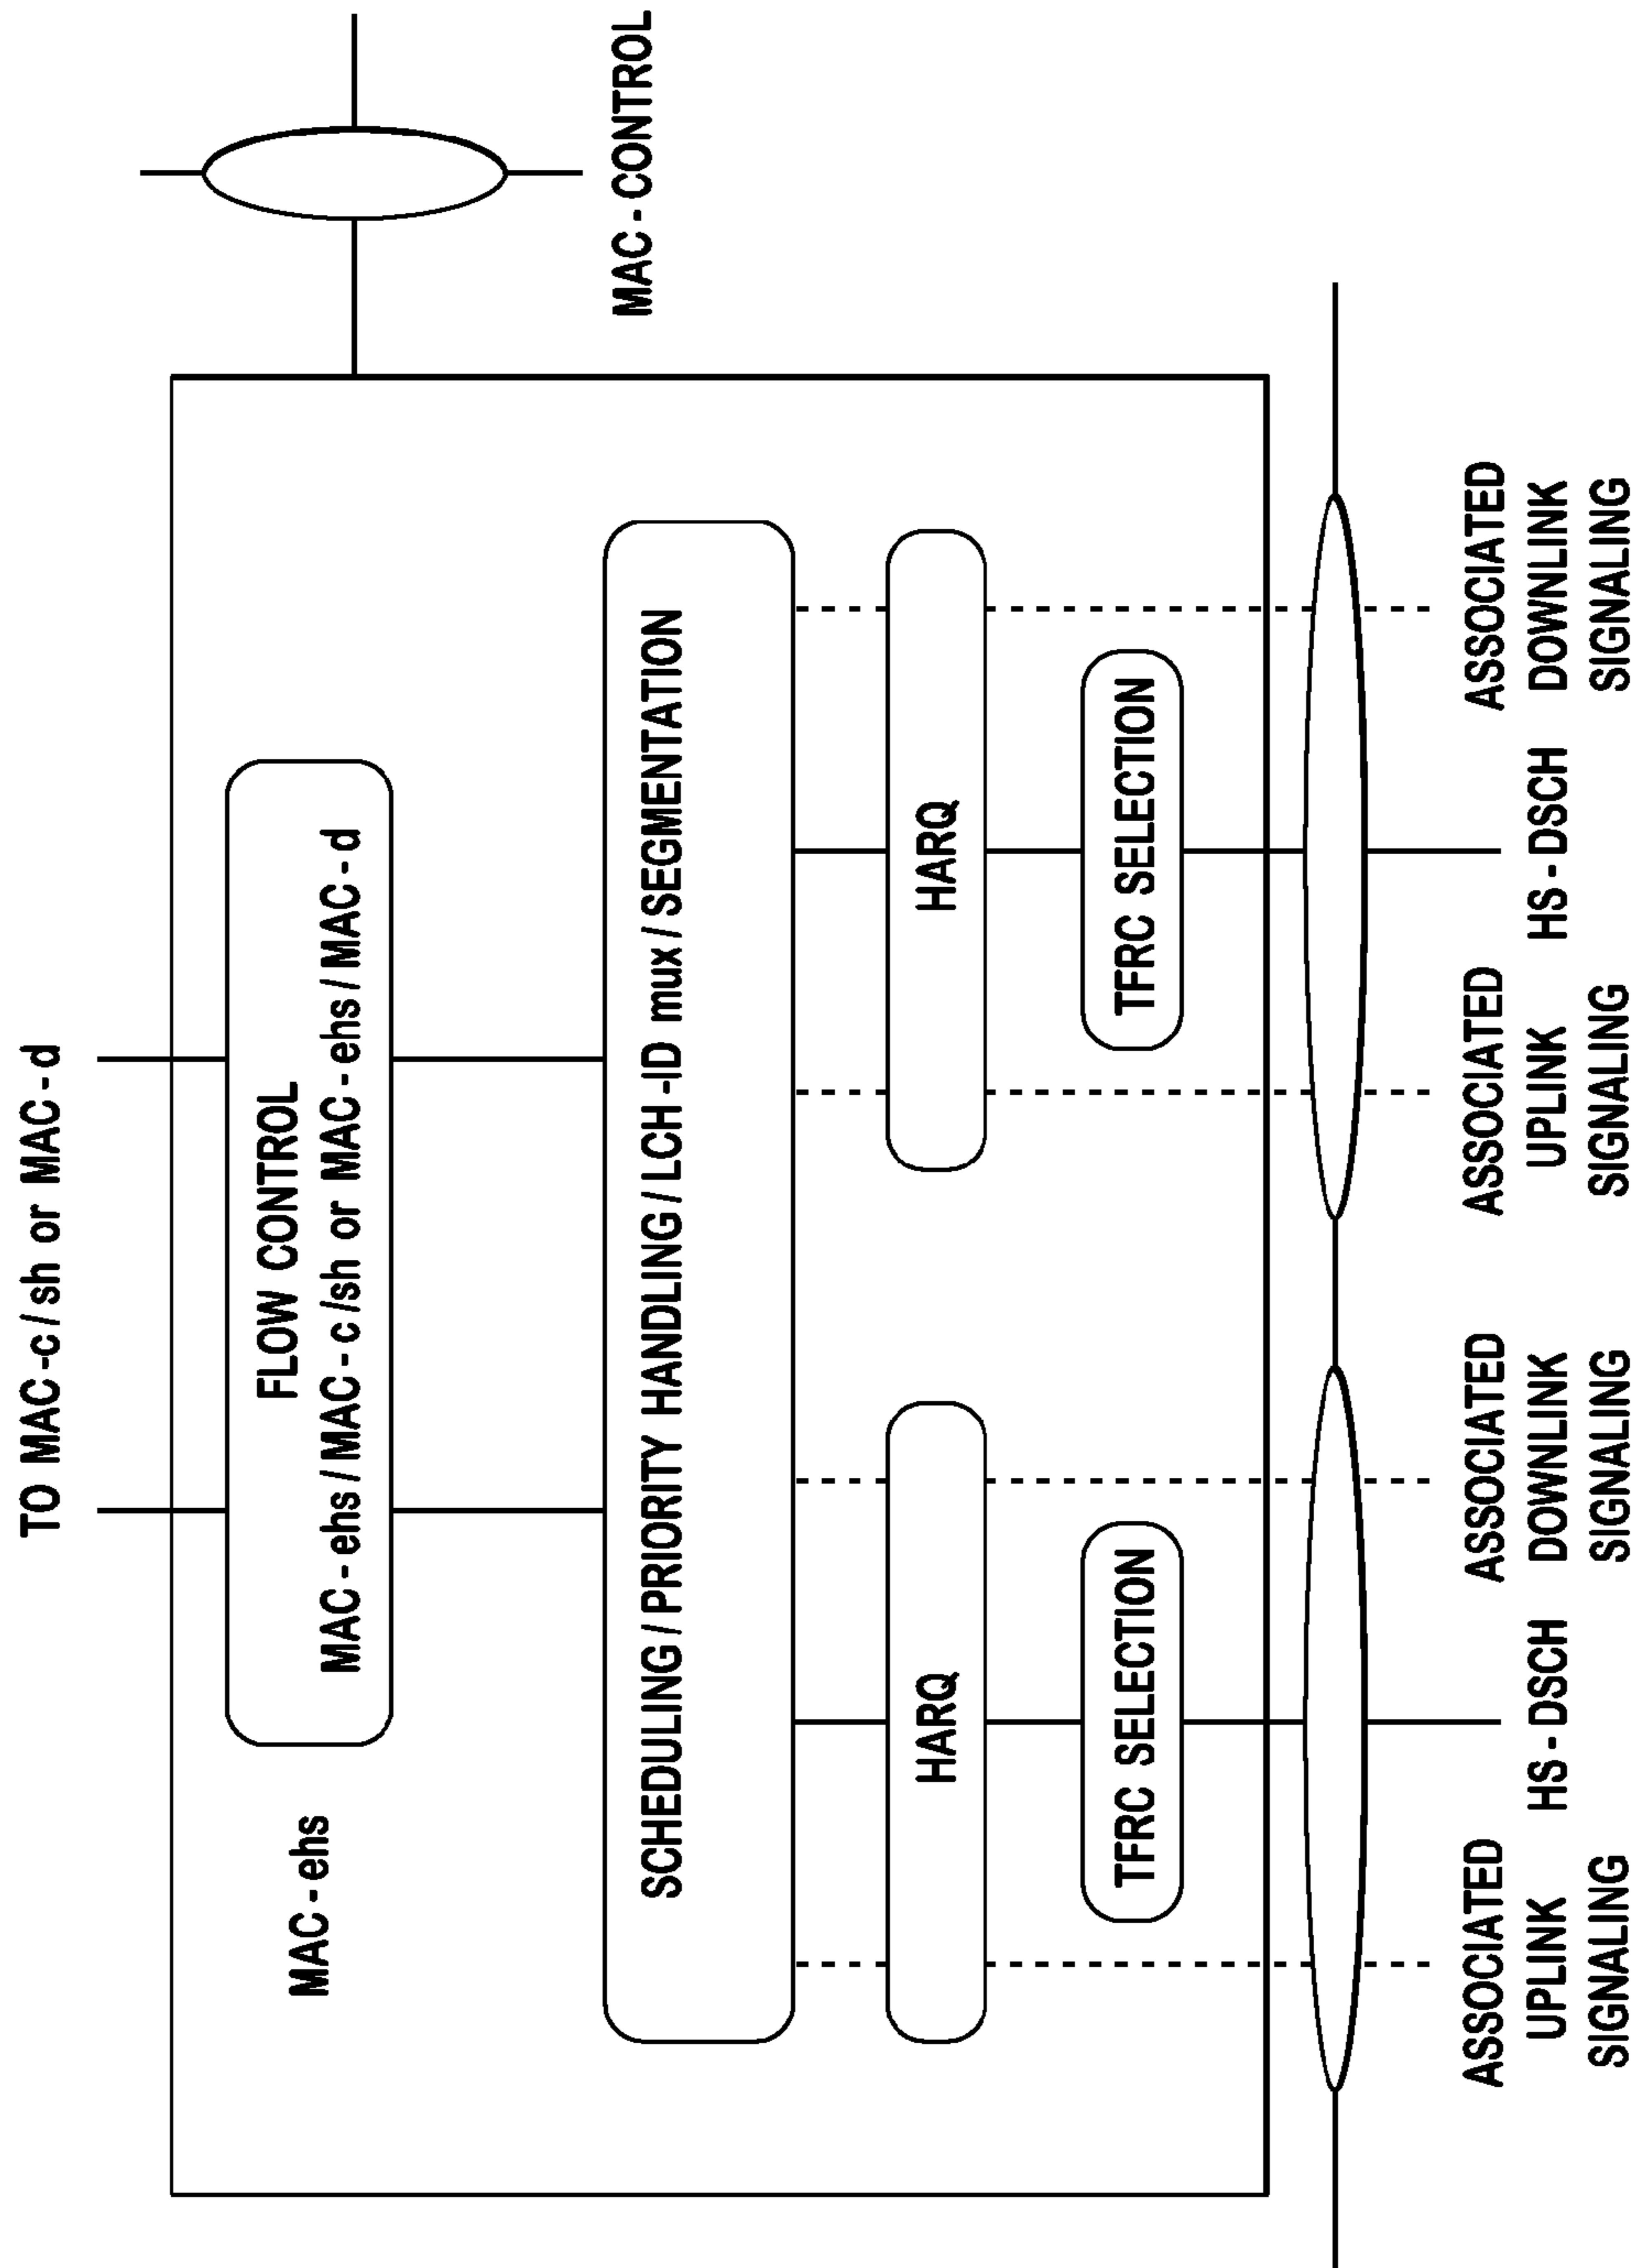 TO MAC-c/sh or MAC-d
FLOW CONTROL
MAC-ehs/MAC-c/sh or MAC-ehs/MAC-d
MAC-ehs
MAC-CONTROL
SCHEDULING/PRIORITY HANDLING/LCH-ID mux/SEGMENTATION
HARQ
HARQ
TFRC SELECTION
TFRC SELECTION
ASSOCIATED
UPLINK
SIGNALING
HS-DSCH
ASSOCIATED
DOWNLINK
SIGNALING
ASSOCIATED
UPLINK
SIGNALING
HS-DSCH
ASSOCIATED
DOWNLINK
SIGNALING